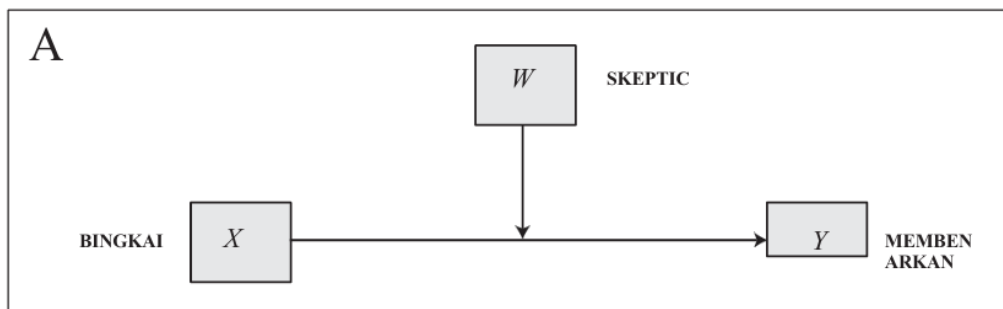 A
W
SKEPTIC
BINGKAI
X
Y
MEMBEN
ARKAN